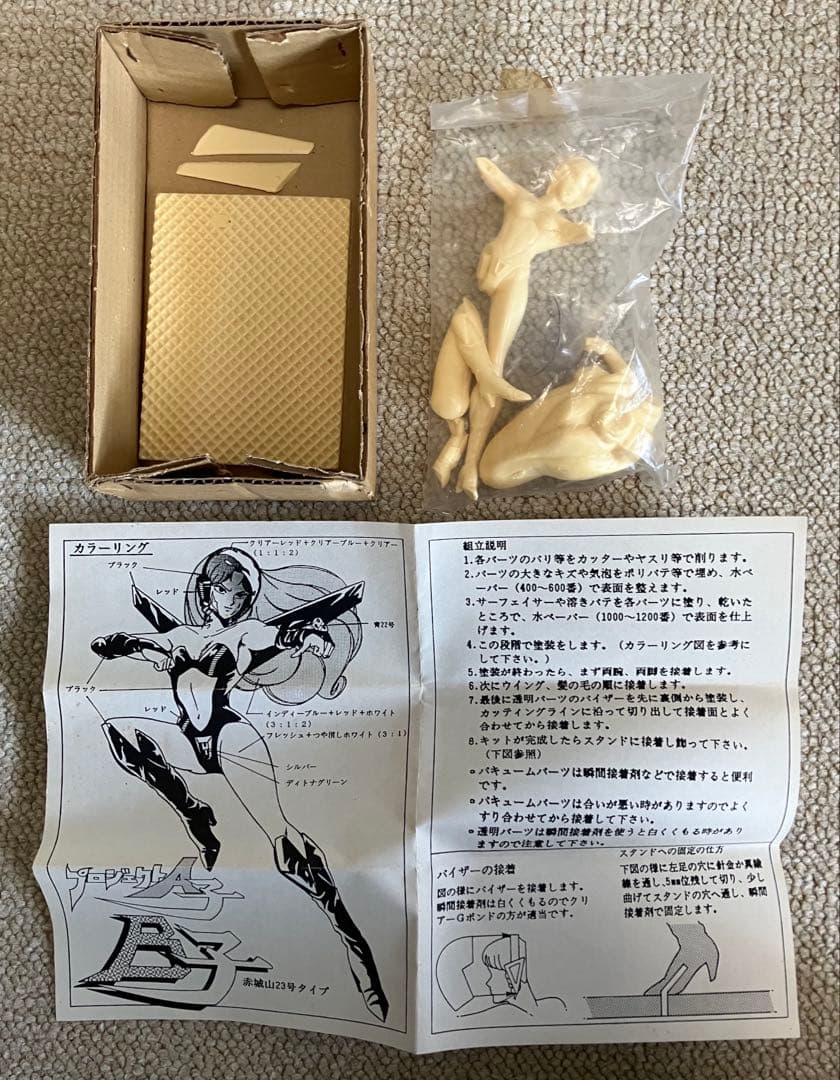 カラーリング
クリアーレッド+クリアーブルー+クリアー
(1:1:2)
ブラック
レッド
青22号
ブラック
レッド
インディーブルー+レッド+ホワイト
(3:1:2)
フレッシュ+つや消しホワイト(3:1)
シルバー
ディトナグリーン
プロジェクトA子
B子
赤城山23号タイプ
組立説明
1.各パーツのバリ等をカッターやヤスリ等で削ります。
2.パーツの大きなキズや気泡をポリパテ等で埋め、水ペ
ーパー(400〜600番)で表面を整えます。
3.サーフェイサーや溶きパテを各パーツに塗り、乾いた
ところで、水ペーパー(1000〜1200番)で表面を仕上
げます。
4.この段階で塗装をします。(カラーリング図を参考に
して下さい。)
5.塗装が終わったら、まず両腕、両脚を接着します。
6.次にウイング、髪の毛の順に接着します。
7.最後に透明パーツのバイザーを先に裏側から塗装し、
カッティングラインに沿って切り出して接着面とよく
合わせてから接着します。
8.キットが完成したらスタンドに接着し飾って下さい。
(下図参照)
○バキュームパーツは瞬間接着剤などで接着すると便利
です。
○バキュームパーツは合いが悪い時がありますのでよく
すり合わせてから接着して下さい。
○透明パーツは瞬間接着剤を使うと白くくもる時があり
ますので注意して下さい。
バイザーの接着
図の様にバイザーを接着します。
瞬間接着剤は白くくもるのでクリ
アーGボンドの方が適当です。
スタンドへの固定の仕方
下図の様に左足の穴に針金か真鍮
線を通し、5mm位残して切り、少し
曲げてスタンドの穴へ通し、瞬間
接着剤で固定します。